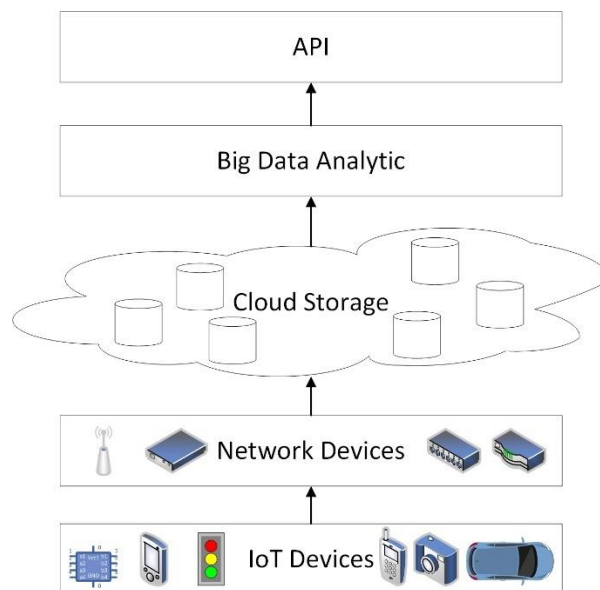 API
Big Data Analytic
Cloud Storage
Network Devices
IoT Devices